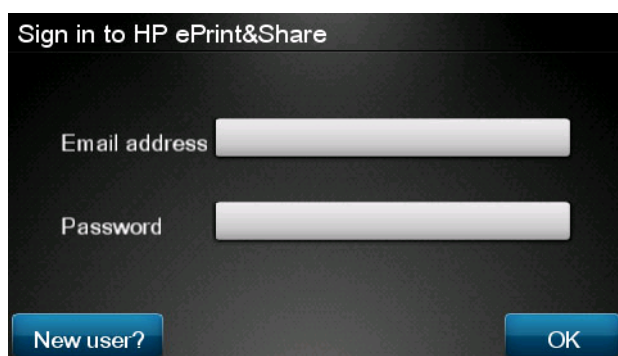 Sign in to HP ePrint&Share
Email address
Password
New user?
OK